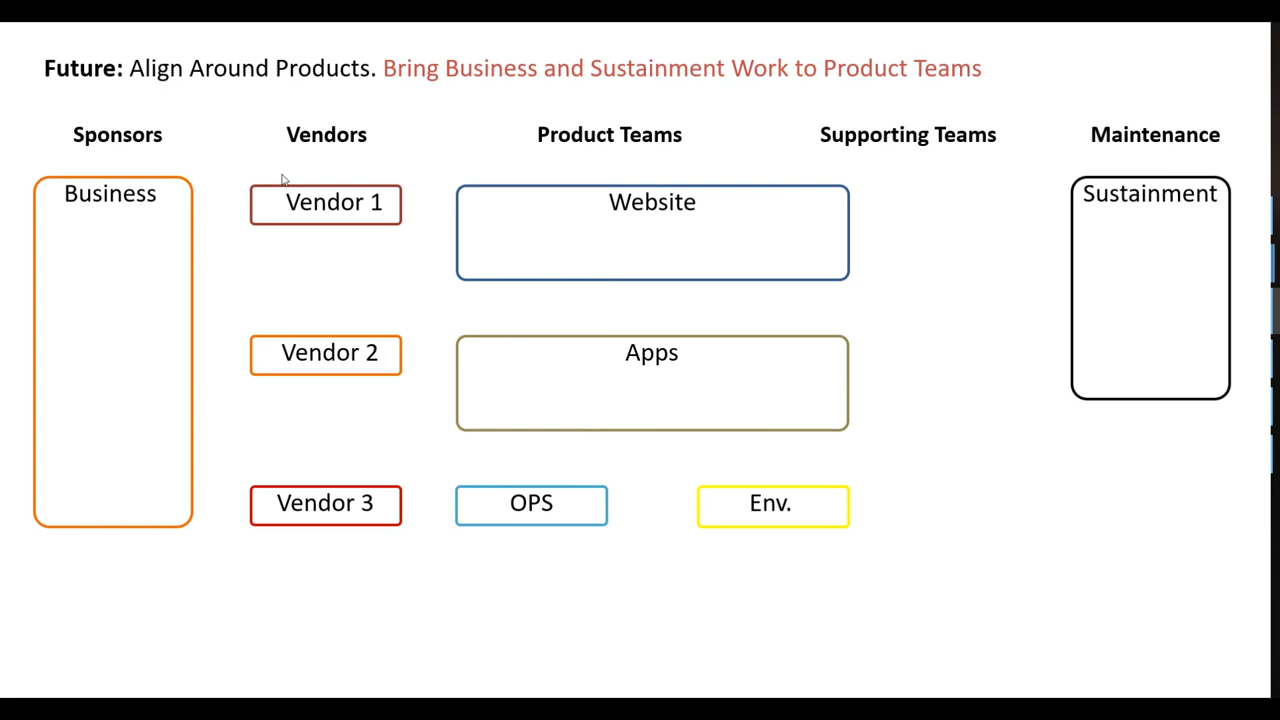 Future: Align Around Products. Bring Business and Sustainment Work to Product Teams
Sponsors Vendors Product Teams Supporting Teams Maintenance
Business Vendor 1 Website Sustainment
Vendor 2 Apps
Vendor 3 OPS Env.